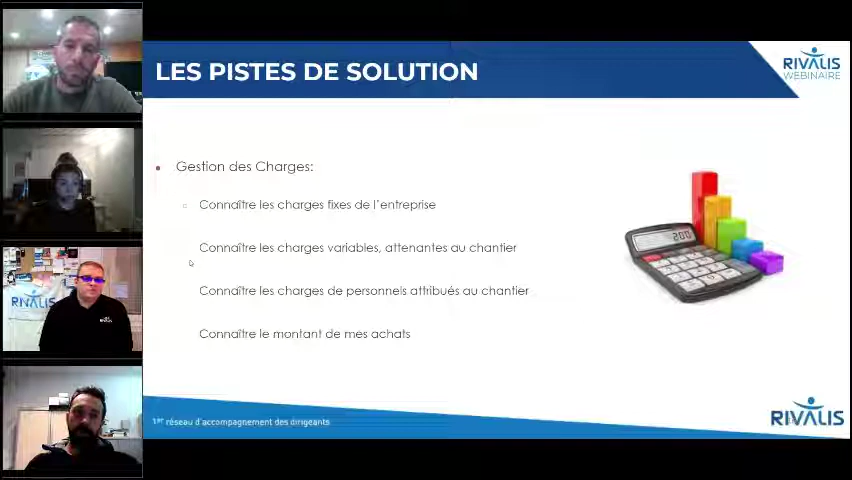 LES PISTES DE SOLUTION
RIVALIS
WEBINAIRE
Gestion des Charges:
Connaître les charges fixes de l'entreprise
Connaître les charges variables, attenantes au chantier
Connaître les charges de personnels attribués au chantier
Connaître le montant de mes achats
500
RIVALIS
1er réseau d'accompagnement des dirigeants
RIVALIS